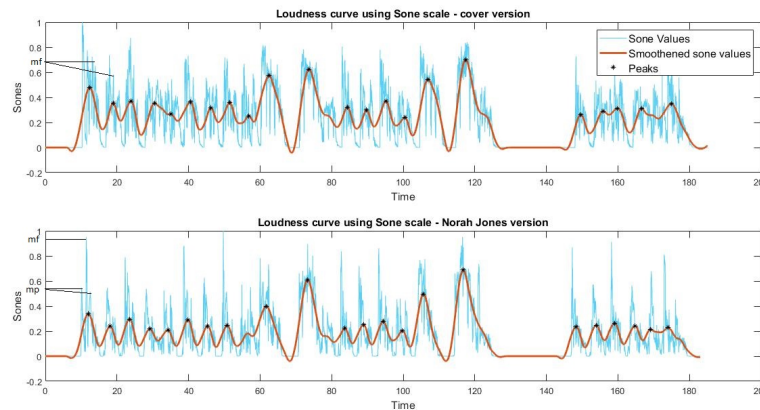 Loudness curve using Sone scale - cover version
Sone Values
Smoothened sone values
Peaks
mf
Sones
1
0.8
0.6
0.4
0.2
0
-0.2
0 20 40 60 80 100 120 140 160 180 200
Time
Loudness curve using Sone scale - Norah Jones version
mf
mp
Sones
1
0.8
0.6
0.4
0.2
0
-0.2
0 20 40 60 80 100 120 140 160 180 200
Time